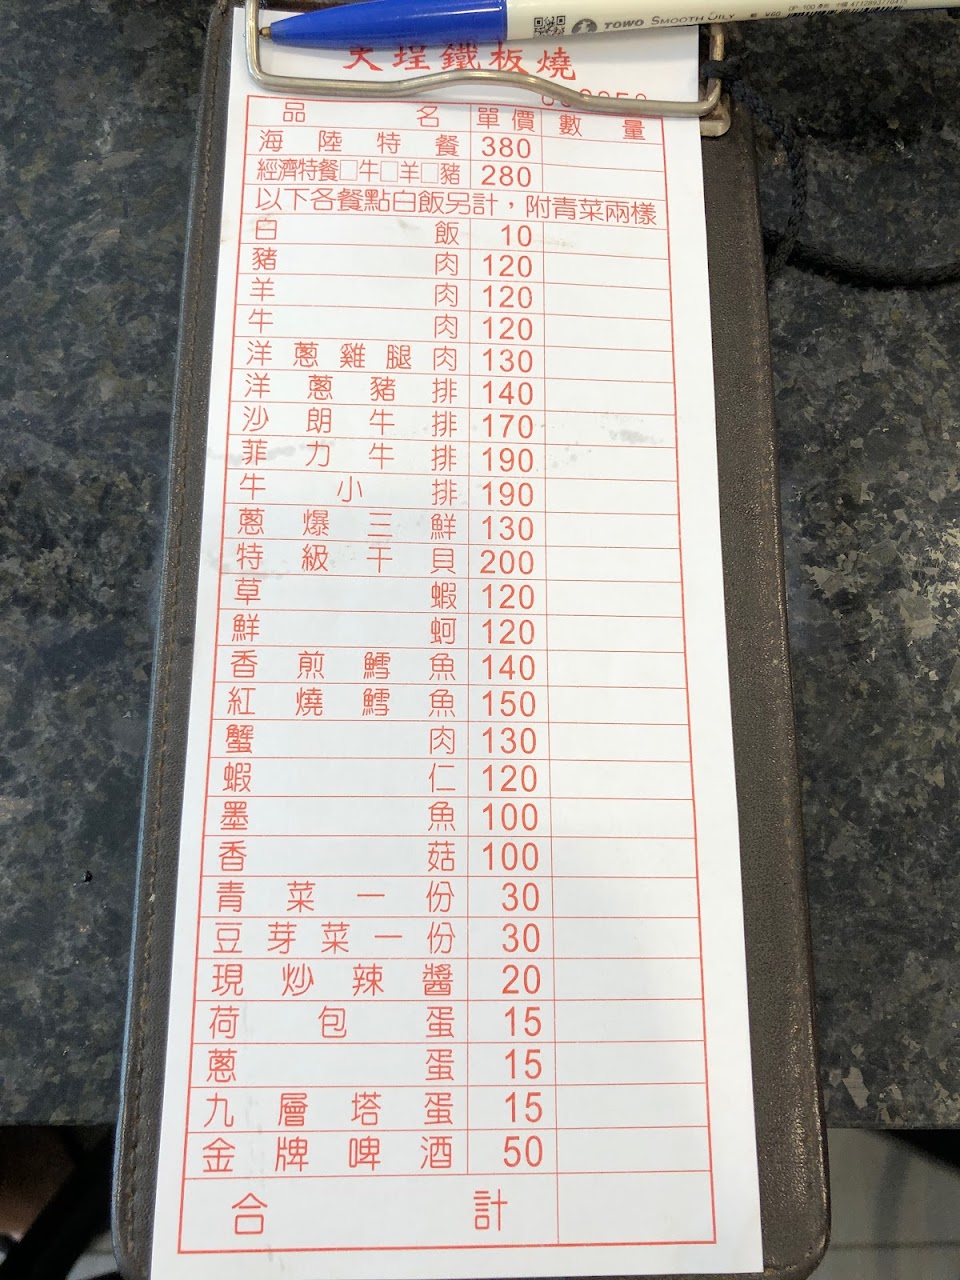 TOWO SMOOTH OILY
天埕鐵板燒
品名 單價 數量
海陸特餐 380
經濟特餐□牛□羊□豬 280
以下各餐點白飯另計，附青菜兩樣
白飯 10
豬肉 120
羊肉 120
牛肉 120
洋蔥雞腿肉 130
洋蔥豬排 140
沙朗牛排 170
菲力牛排 190
牛小排 190
蔥爆三鮮 130
特級干貝 200
草蝦 120
鮮蚵 120
香煎鱈魚 140
紅燒鱈魚 150
蟹肉 130
蝦仁 120
墨魚 100
香菇 100
青菜一份 30
豆芽菜一份 30
現炒辣醬 20
荷包蛋 15
蔥蛋 15
九層塔蛋 15
金牌啤酒 50
合計